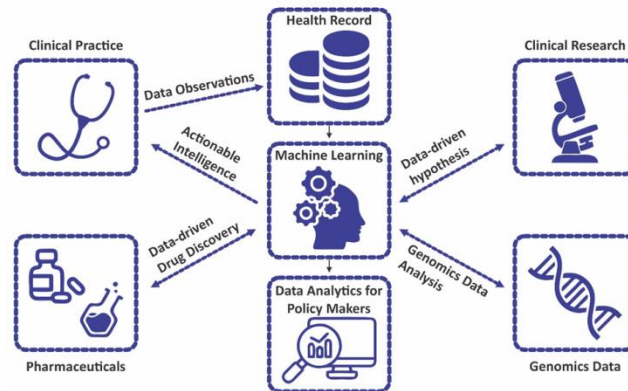 Health Record
Clinical Practice
Clinical Research
Data Observations
Actionable
Intelligence
Machine Learning
Data-driven
hypothesis
Data-driven
Drug Discovery
Genomics Data
Analysis
Data Analytics for
Policy Makers
Pharmaceuticals
Genomics Data